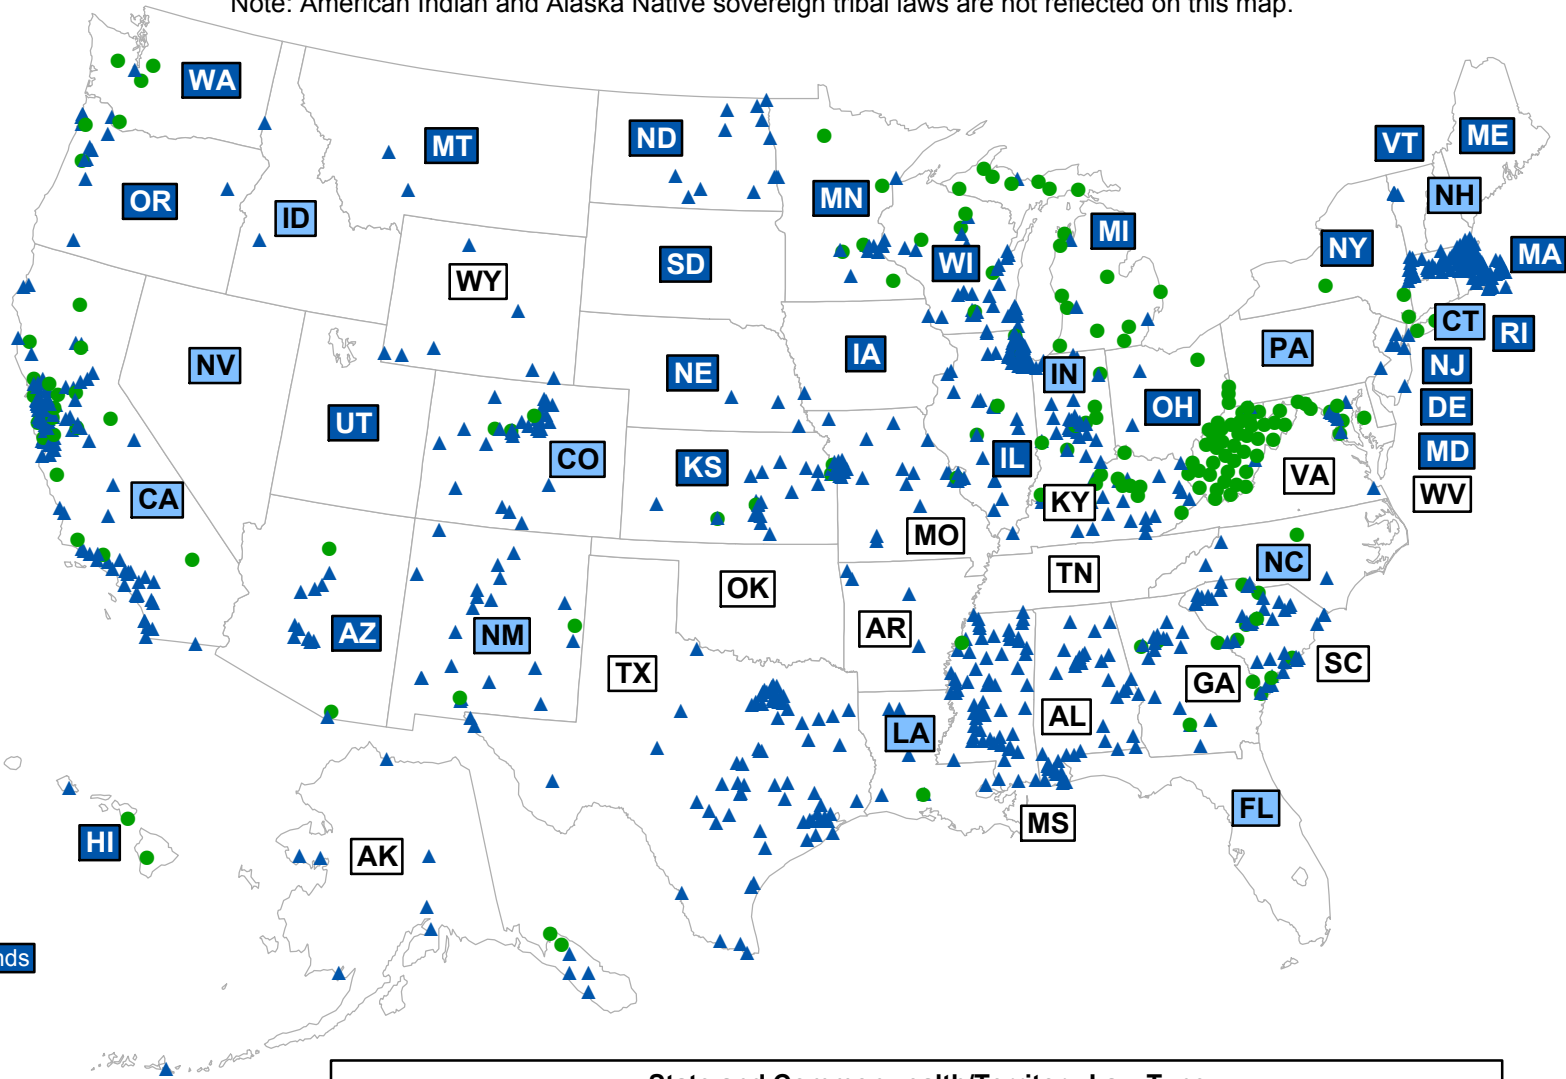 Note: American Indian and Alaska Native sovereign tribal laws are not reflected on this map.
WA
MT
ND
MN
VT
ME
OR
ID
NH
MI
NY
MA
SD
WI
WY
CT
RI
PA
NV
IA
NE
IN
NJ
UT
OH
DE
CO
KS
IL
MD
CA
KY
VA
WV
MO
NC
OK
TN
AR
AZ
NM
TX
GA
SC
AL
LA
MS
FL
HI
AK